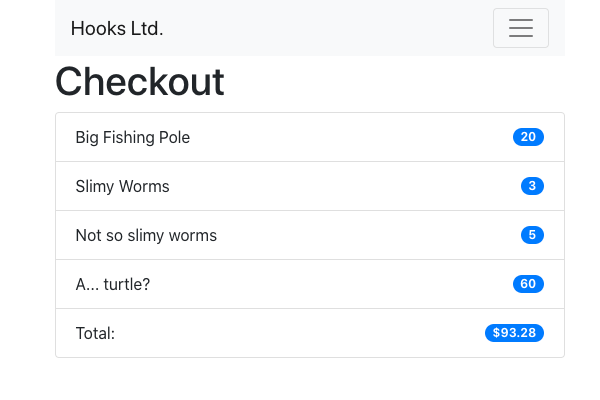 Hooks Ltd.
Checkout
Big Fishing Pole 20
Slimy Worms 3
Not so slimy worms 5
A... turtle? 60
Total: $93.28